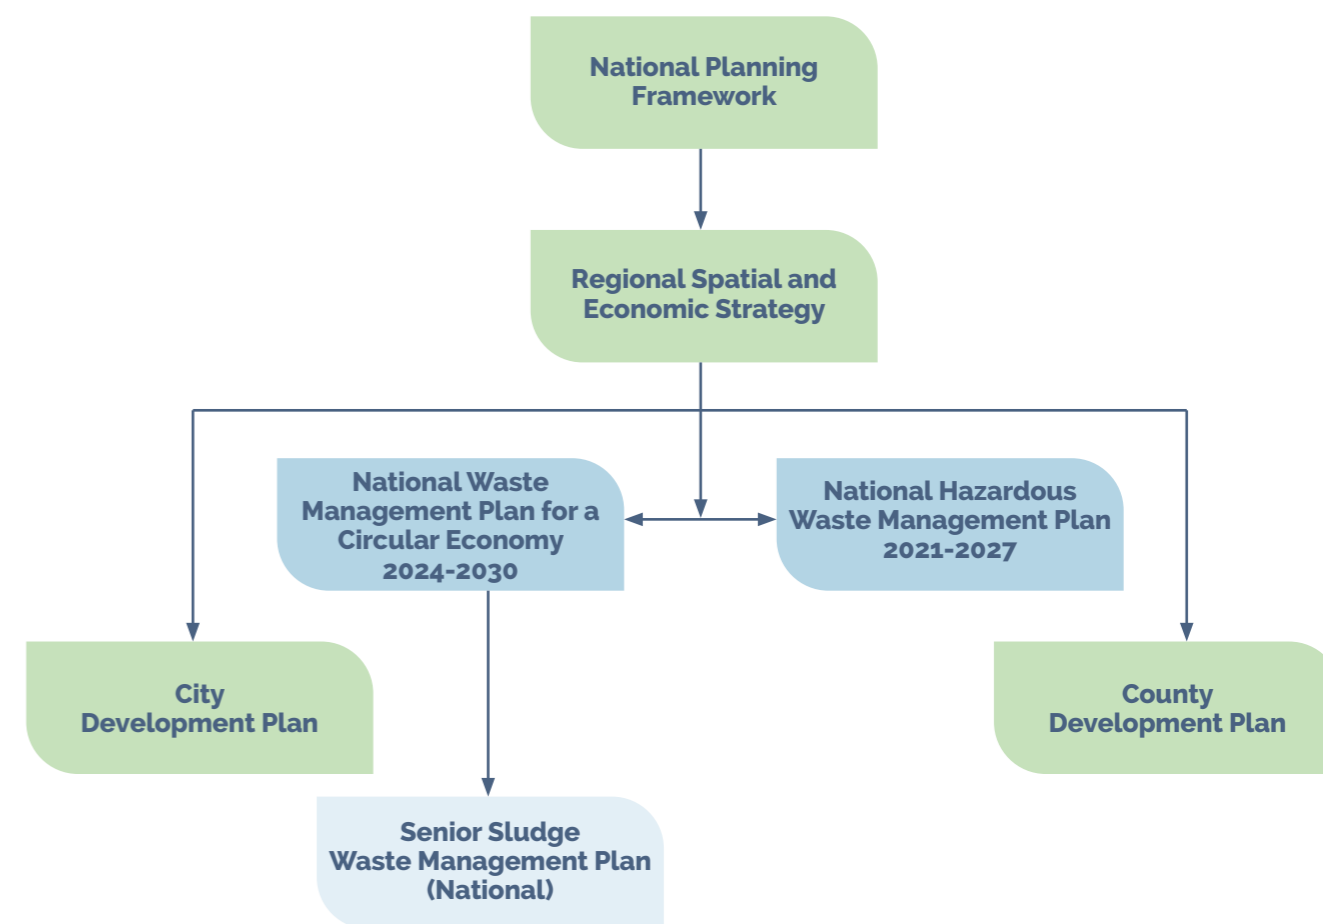 National Planning
Framework
Regional Spatial and
Economic Strategy
National Waste
Management Plan for a
Circular Economy
2024-2030
National Hazardous
Waste Management Plan
2021-2027
City
Development Plan
County
Development Plan
Senior Sludge
Waste Management Plan
(National)